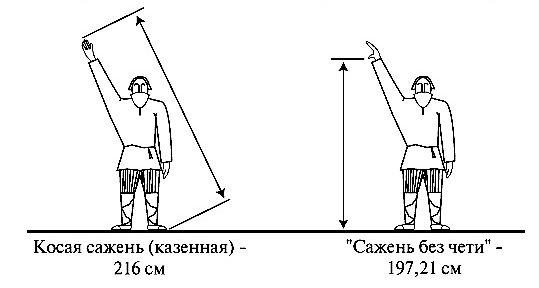 Косая сажень (казенная) -
216 см
"Сажень без чети" -
197,21 см